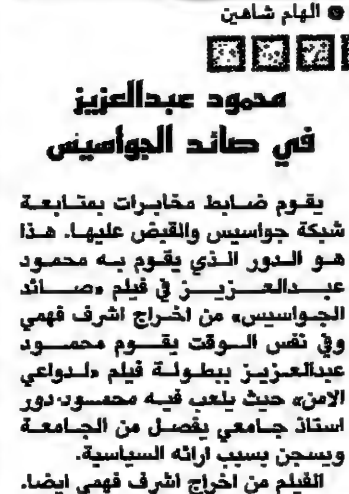 الهام شاهين
محمود عبدالعزيز
في صائد الجواسيس
يقوم ضابط مخابرات بمتابعة
شبكة جواسيس والقبض عليها. هذا
هو الدور الذي يقوم به محمود
عبدالعزيز في فيلم «صائد
الجواسيس» من اخراج اشرف فهمي
وفي نفس الوقت يقوم محمود
عبدالعزيز ببطولة فيلم «لدواعي
الامن» حيث يلعب فيه محمود دور
استاذ جامعي يفصل من الجامعة
ويسجن بسبب ارائه السياسية.
الفيلم من اخراج اشرف فهمي ايضا.